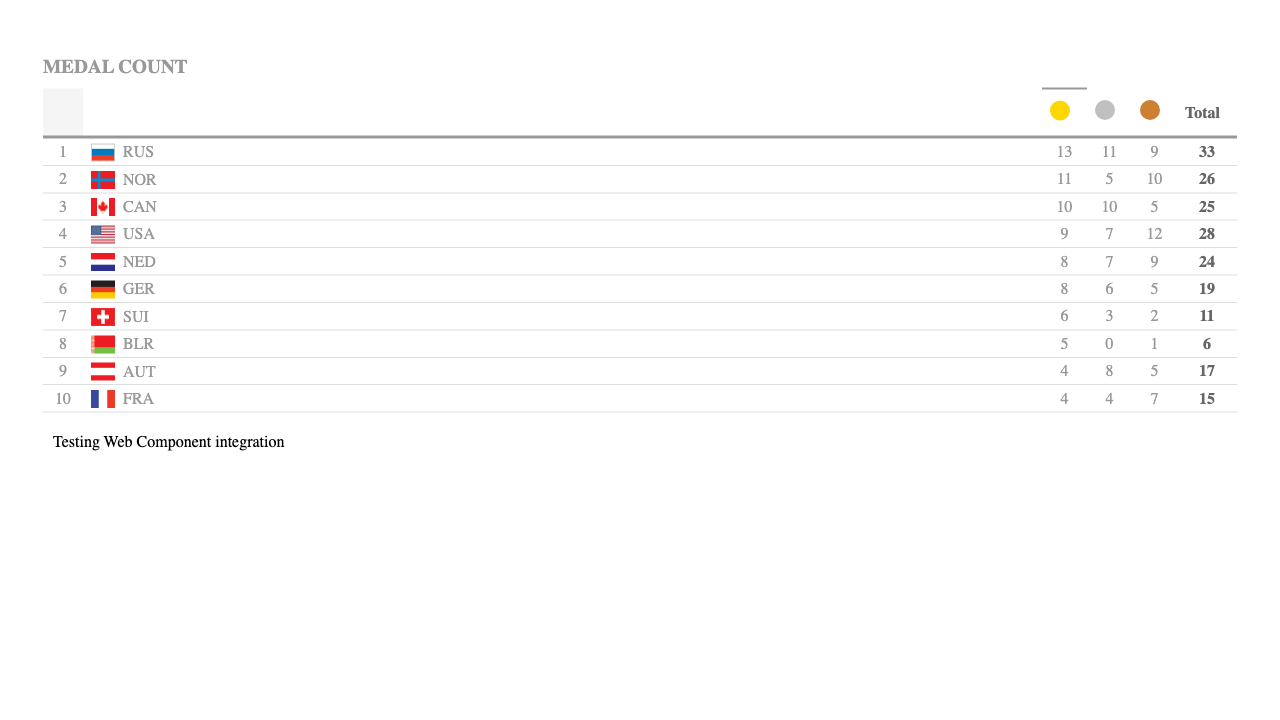 MEDAL COUNT
Total
1 RUS 13 11 9 33
2 NOR 11 5 10 26
3 CAN 10 10 5 25
4 USA 9 7 12 28
5 NED 8 7 9 24
6 GER 8 6 5 19
7 SUI 6 3 2 11
8 BLR 5 0 1 6
9 AUT 4 8 5 17
10 FRA 4 4 7 15
Testing Web Component integration